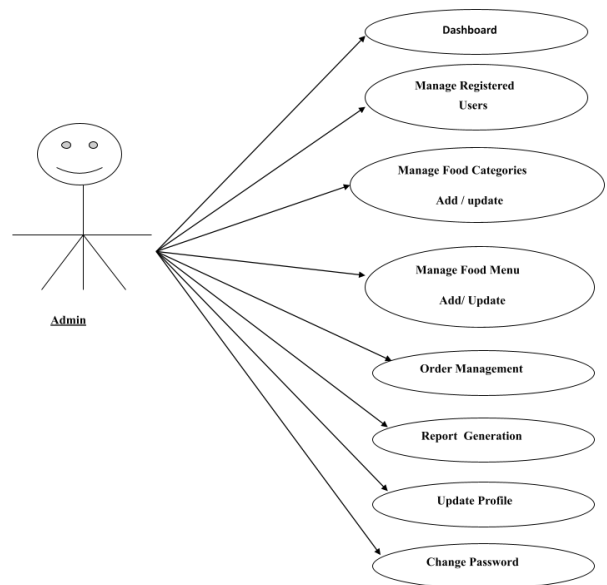 Dashboard
Manage Registered
Users
Manage Food Categories
Add / update
Manage Food Menu
Add/ Update
Admin
Order Management
Report Generation
Update Profile
Change Password